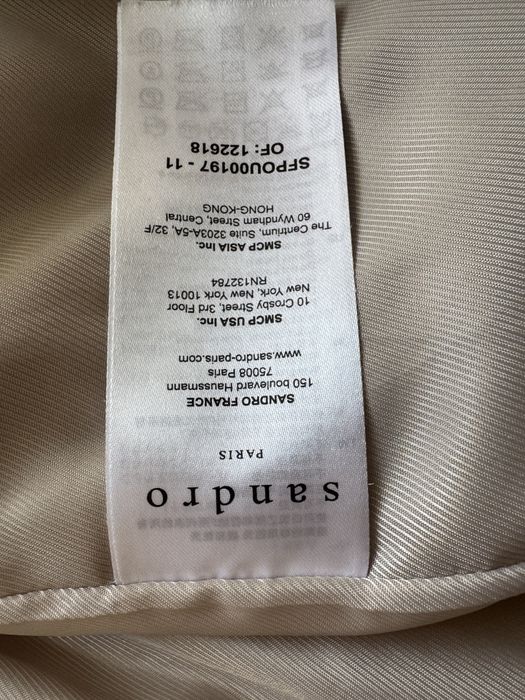 sandro
PARIS
SANDRO FRANCE
150 boulevard Haussmann
75008 Paris
www.sandro-paris.com
SMCP USA Inc.
10 Crosby Street, 3rd Floor
New York, New York 10013
RN132784
SMCP ASIA Inc.
The Centrium, Suite 3203A-5A, 32/F
60 Wyndham Street, Central
HONG-KONG
SFPOU00197 - 11
OF: 122618